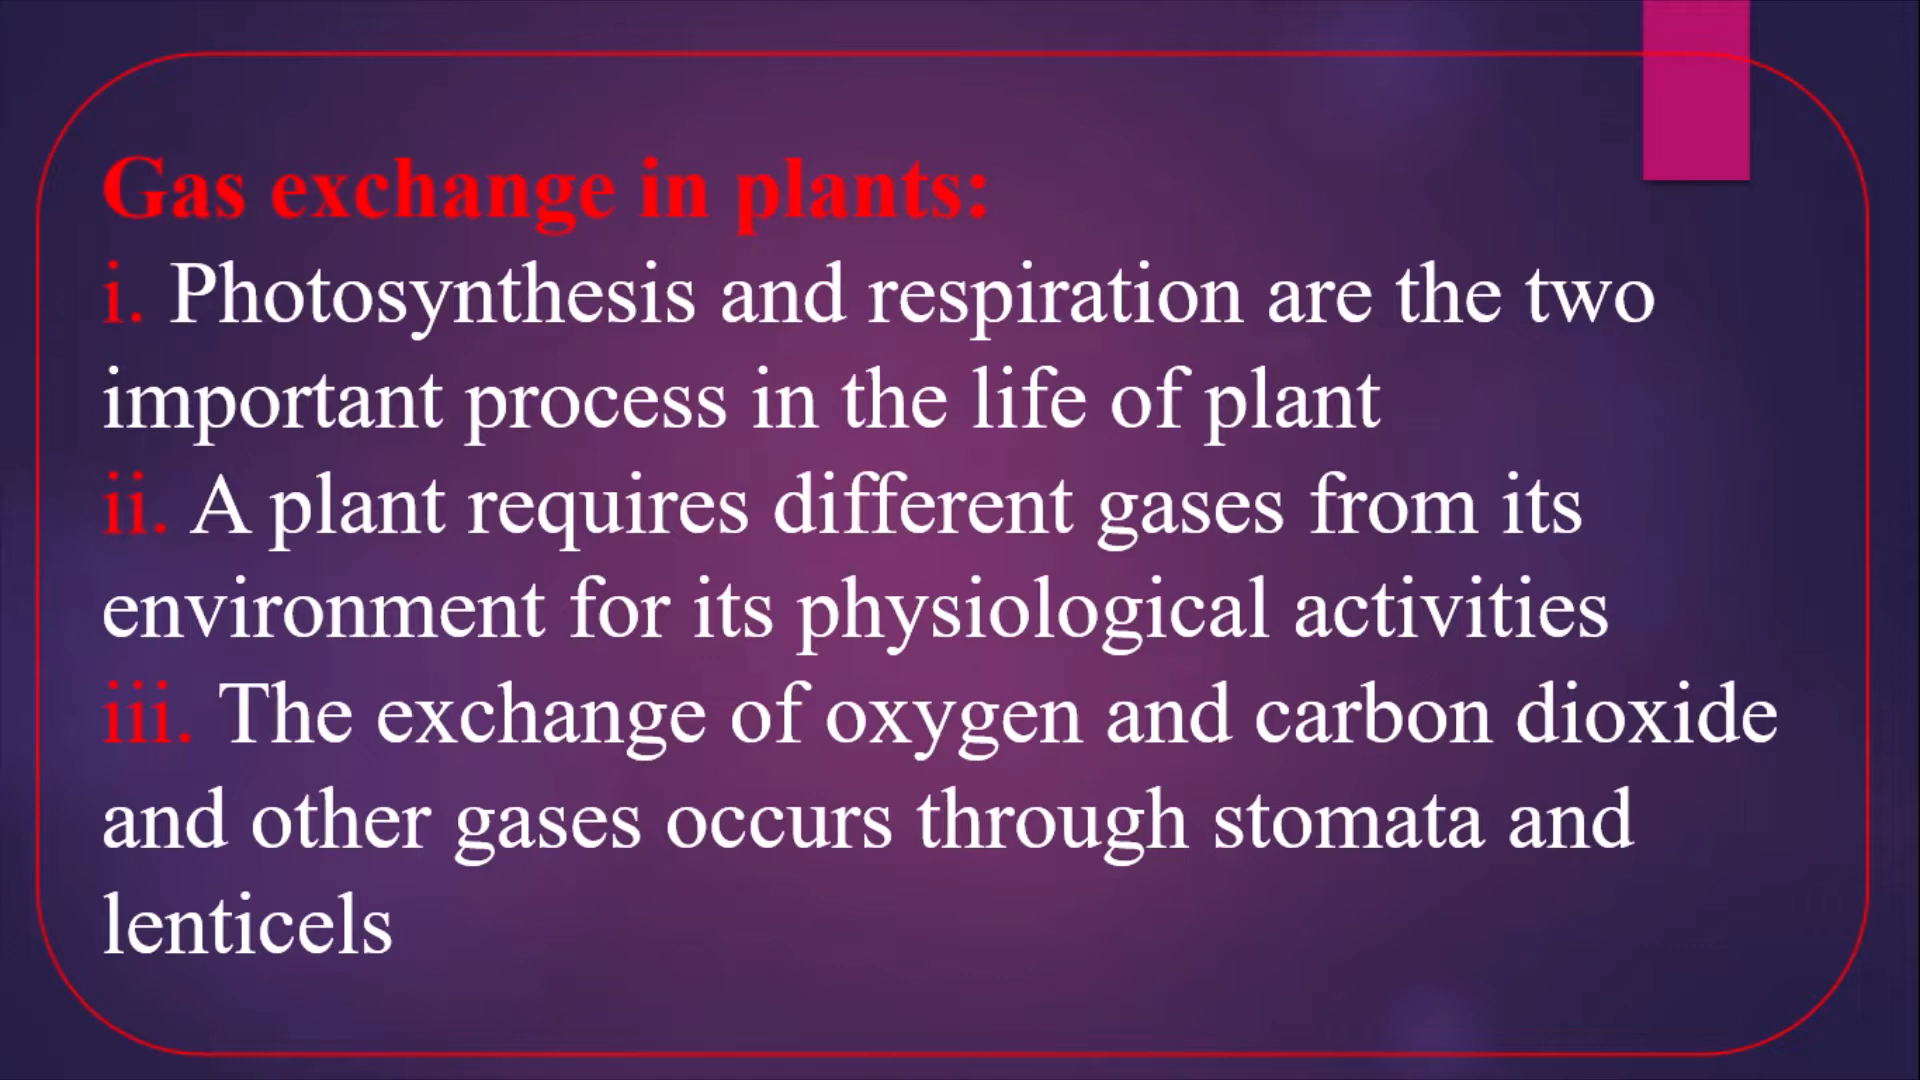 Gas exchange in plants:
i. Photosynthesis and respiration are the two
important process in the life of plant
ii. A plant requires different gases from its
environment for its physiological activities
iii. The exchange of oxygen and carbon dioxide
and other gases occurs through stomata and
lenticels